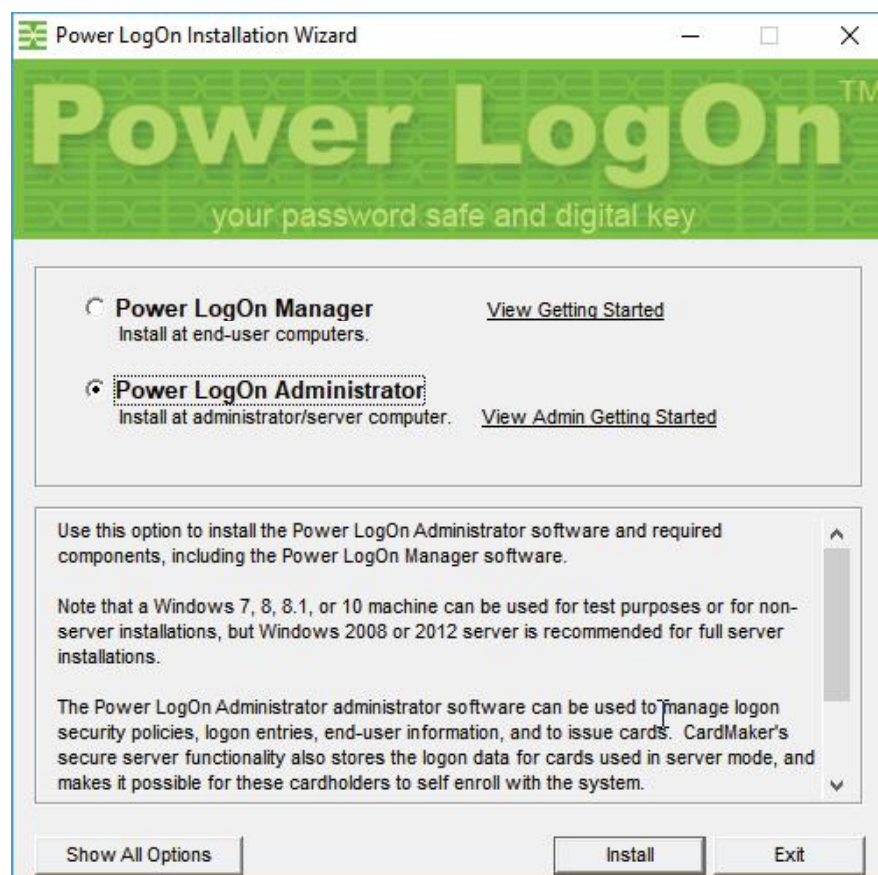 Power LogOn Installation Wizard
Power LogOn™
your password safe and digital key
Power LogOn Manager
View Getting Started
Install at end-user computers.
Power LogOn Administrator
Install at administrator/server computer.
View Admin Getting Started
Use this option to install the Power LogOn Administrator software and required
components, including the Power LogOn Manager software.
Note that a Windows 7, 8, 8.1, or 10 machine can be used for test purposes or for non-
server installations, but Windows 2008 or 2012 server is recommended for full server
installations.
The Power LogOn Administrator administrator software can be used to manage logon
security policies, logon entries, end-user information, and to issue cards. CardMaker's
secure server functionality also stores the logon data for cards used in server mode, and
makes it possible for these cardholders to self enroll with the system.
Show All Options
Install
Exit